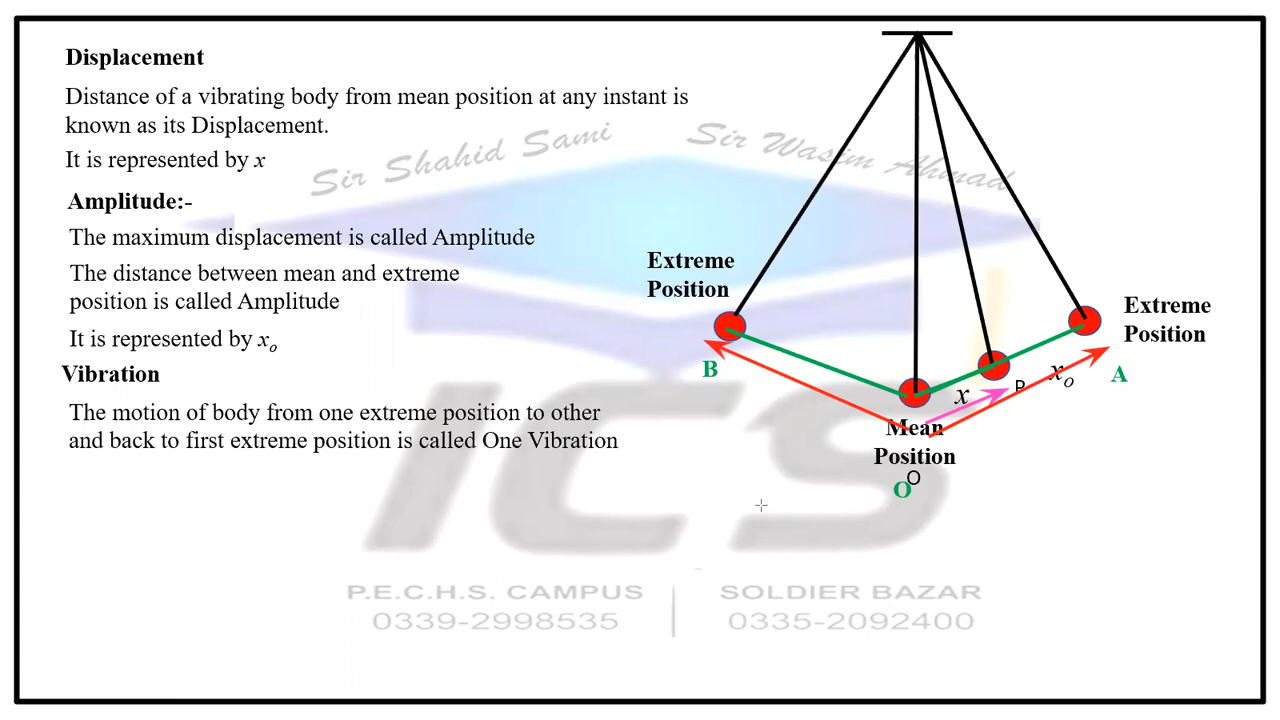 Displacement
Distance of a vibrating body from mean position at any instant is
known as its Displacement.
It is represented by x
Amplitude:-
The maximum displacement is called Amplitude
The distance between mean and extreme
position is called Amplitude
It is represented by xo
Vibration
The motion of body from one extreme position to other
and back to first extreme position is called One Vibration
Sir Shahid Sami
Sir Wasim Ahmad
Extreme
Position
B
Extreme
Position
A
x
P
xo
Mean
Position
O
O
ICS
P.E.C.H.S. CAMPUS
0339-2998535
SOLDIER BAZAR
0335-2092400